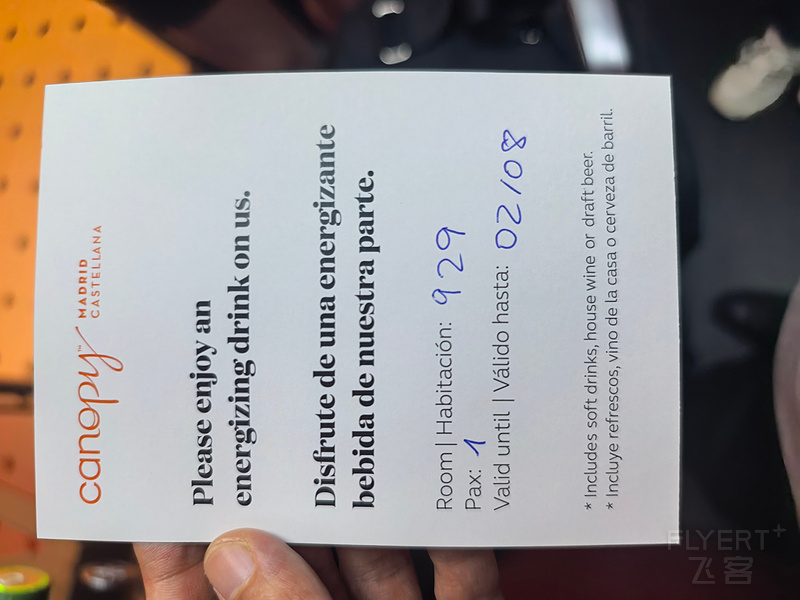 canopy™ MADRID
CASTELLANA
Please enjoy an
energizing drink on us.
Disfrute de una energizante
bebida de nuestra parte.
Room | Habitación: 929
Pax: 1
Valid until | Válido hasta: 02/08
* Includes soft drinks, house wine or draft beer.
* Incluye refrescos, vino de la casa o cerveza de barril.
FLYERT+
飞客